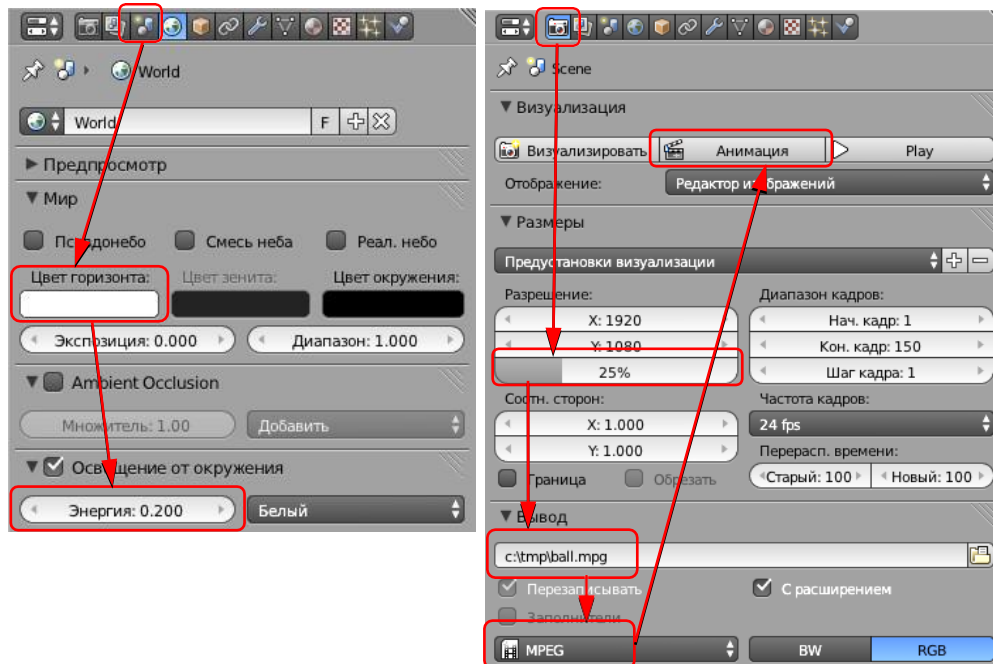 World
World
F
Предпросмотр
Мир
Псевдонебо Смесь неба Реал. небо
Цвет горизонта: Цвет зенита: Цвет окружения:
Экспозиция: 0.000 Диапазон: 1.000
Ambient Occlusion
Множитель: 1.00 Добавить
Освещение от окружения
Энергия: 0.200 Белый
Scene
Визуализация
Визуализировать Анимация Play
Отображение: Редактор изображений
Размеры
Предустановки визуализации
Разрешение: Диапазон кадров:
X: 1920 Нач. кадр: 1
Y: 1080 Кон. кадр: 150
25% Шаг кадра: 1
Соотн. сторон: Частота кадров:
X: 1.000 24 fps
Y: 1.000 Перерасп. времени:
Граница Обрезать Старый: 100 Новый: 100
Вывод
c:\tmp\ball.mpg
Перезаписывать С расширением
Заполнители
MPEG BW RGB